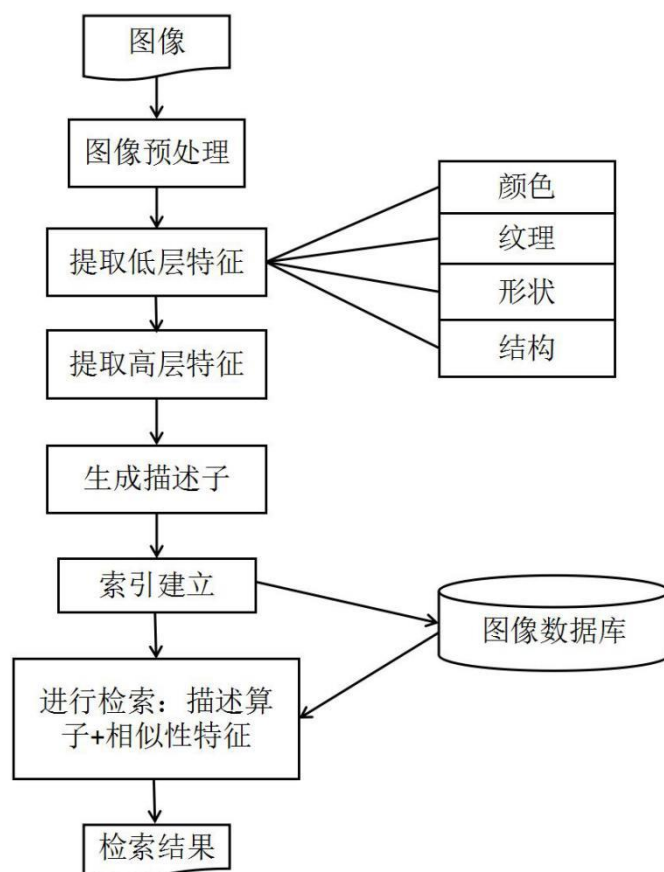 图像
图像预处理
提取低层特征
颜色
纹理
形状
结构
提取高层特征
生成描述子
索引建立
图像数据库
进行检索：描述算
子+相似性特征
检索结果